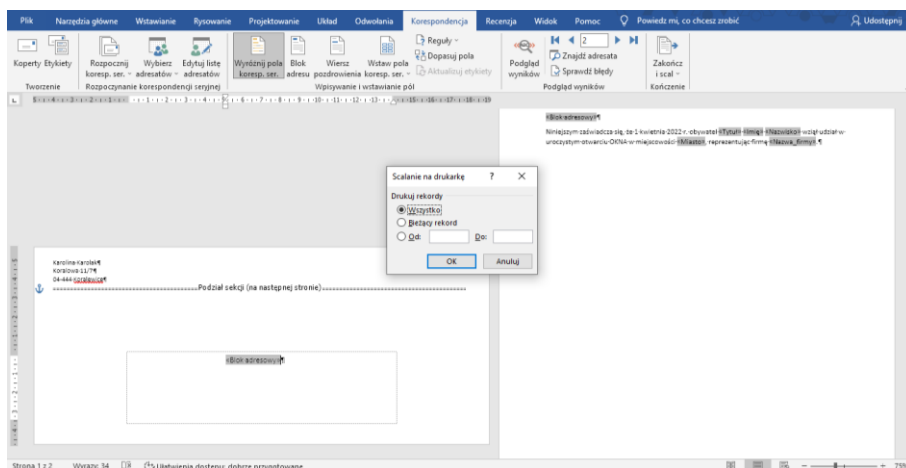 Plik Narzędzia główne Wstawianie Rysowanie Projektowanie Układ Odwołania Korespondencja Recenzja Widok Pomoc Powiedz mi, co chcesz zrobić Udostępnij
Koperty Etykiety
Rozpocznij koresp. ser.
Wybierz adresatów
Edytuj listę adresatów
Wyróżnij pola koresp. ser.
Blok adresu
Wiersz pozdrowienia
Wstaw pola koresp. ser.
Reguły
Dopasuj pola
Aktualizuj etykiety
Podgląd wyników
2
Znajdź adresata
Sprawdź błędy
Zakończ i scal
Tworzenie Rozpoczynanie korespondencji seryjnej Wpisywanie i wstawianie pól Podgląd wyników Kończenie
«Blok adresowy»¶
Niniejszym zaświadcza się, że 1 kwietnia 2022 r. obywatel «Tytuł» «Imię» «Nazwisko» wziął udział w
uroczystym otwarciu OKNA w miejscowości «Miasto», reprezentując firmę «Nazwa_firmy». ¶
Scalanie na drukarkę ? ×
Drukuj rekordy
Wszystko
Bieżący rekord
Od: Do:
OK Anuluj
Karolina Karolak¶
Koralowa 11/7¶
04-444 Koralewice¶
Podział sekcji (na następnej stronie)
«Blok adresowy»¶
Strona 1 z 2 Wyrazy: 34 Ułatwienia dostępu: dobrze przygotowane